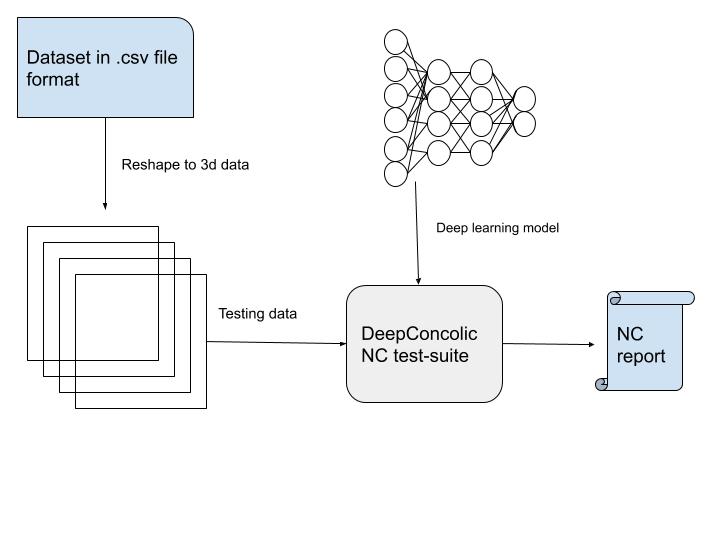 Dataset in .csv file
format
Reshape to 3d data
Deep learning model
Testing data
DeepConcolic
NC test-suite
NC
report